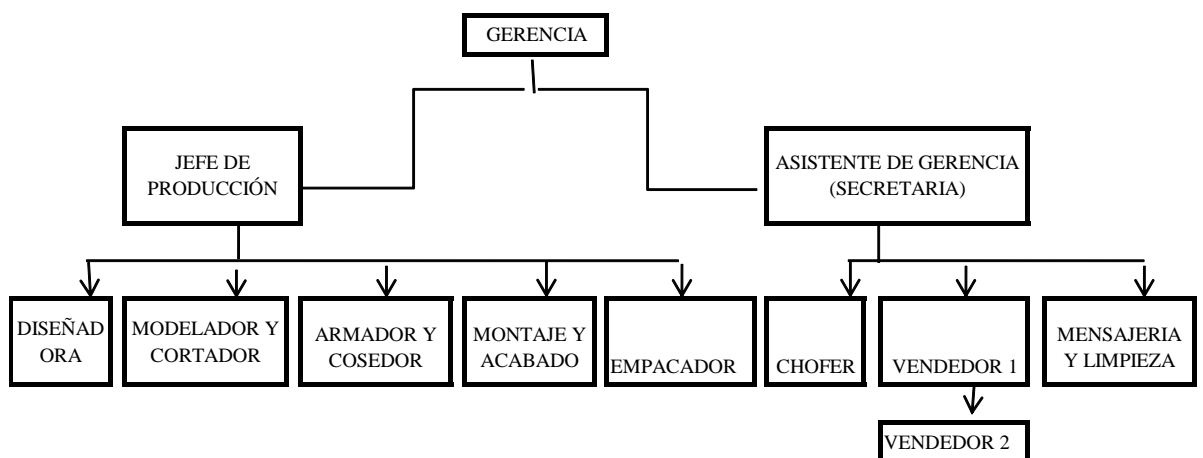 GERENCIA
JEFE DE
PRODUCCIÓN
ASISTENTE DE GERENCIA
(SECRETARIA)
DISEÑAD
ORA
MODELADOR Y
CORTADOR
ARMADOR Y
COSEDOR
MONTAJE Y
ACABADO
EMPACADOR
CHOFER
VENDEDOR 1
MENSAJERIA
Y LIMPIEZA
VENDEDOR 2